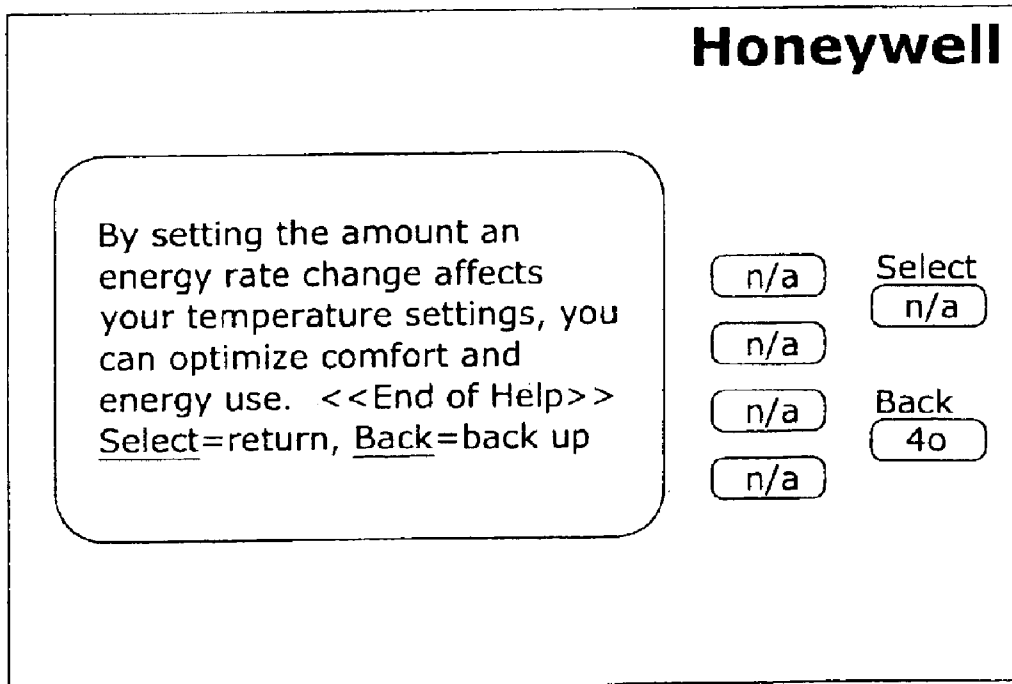 Honeywell
By setting the amount an
energy rate change affects
your temperature settings, you
can optimize comfort and
energy use. <<End of Help>>
Select=return, Back=back up
n/a
n/a
n/a
n/a
Select
n/a
Back
4o